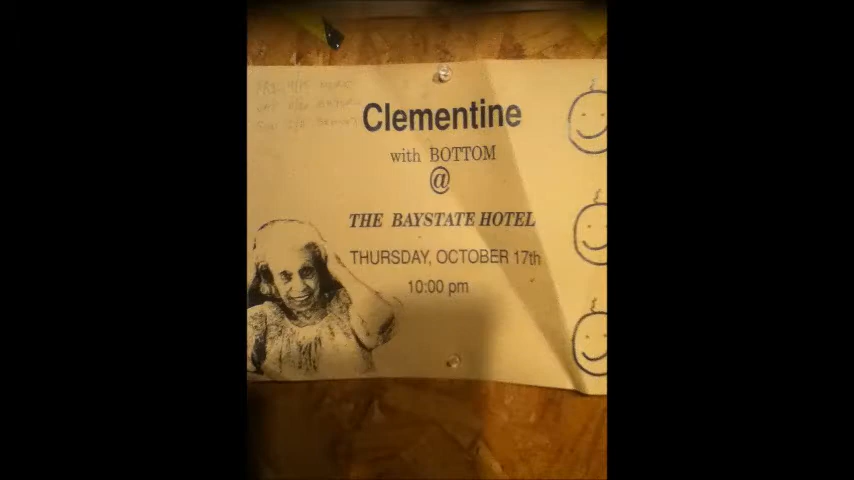 Clementine
with BOTTOM
@
THE BAYSTATE HOTEL
THURSDAY, OCTOBER 17th
10:00 pm